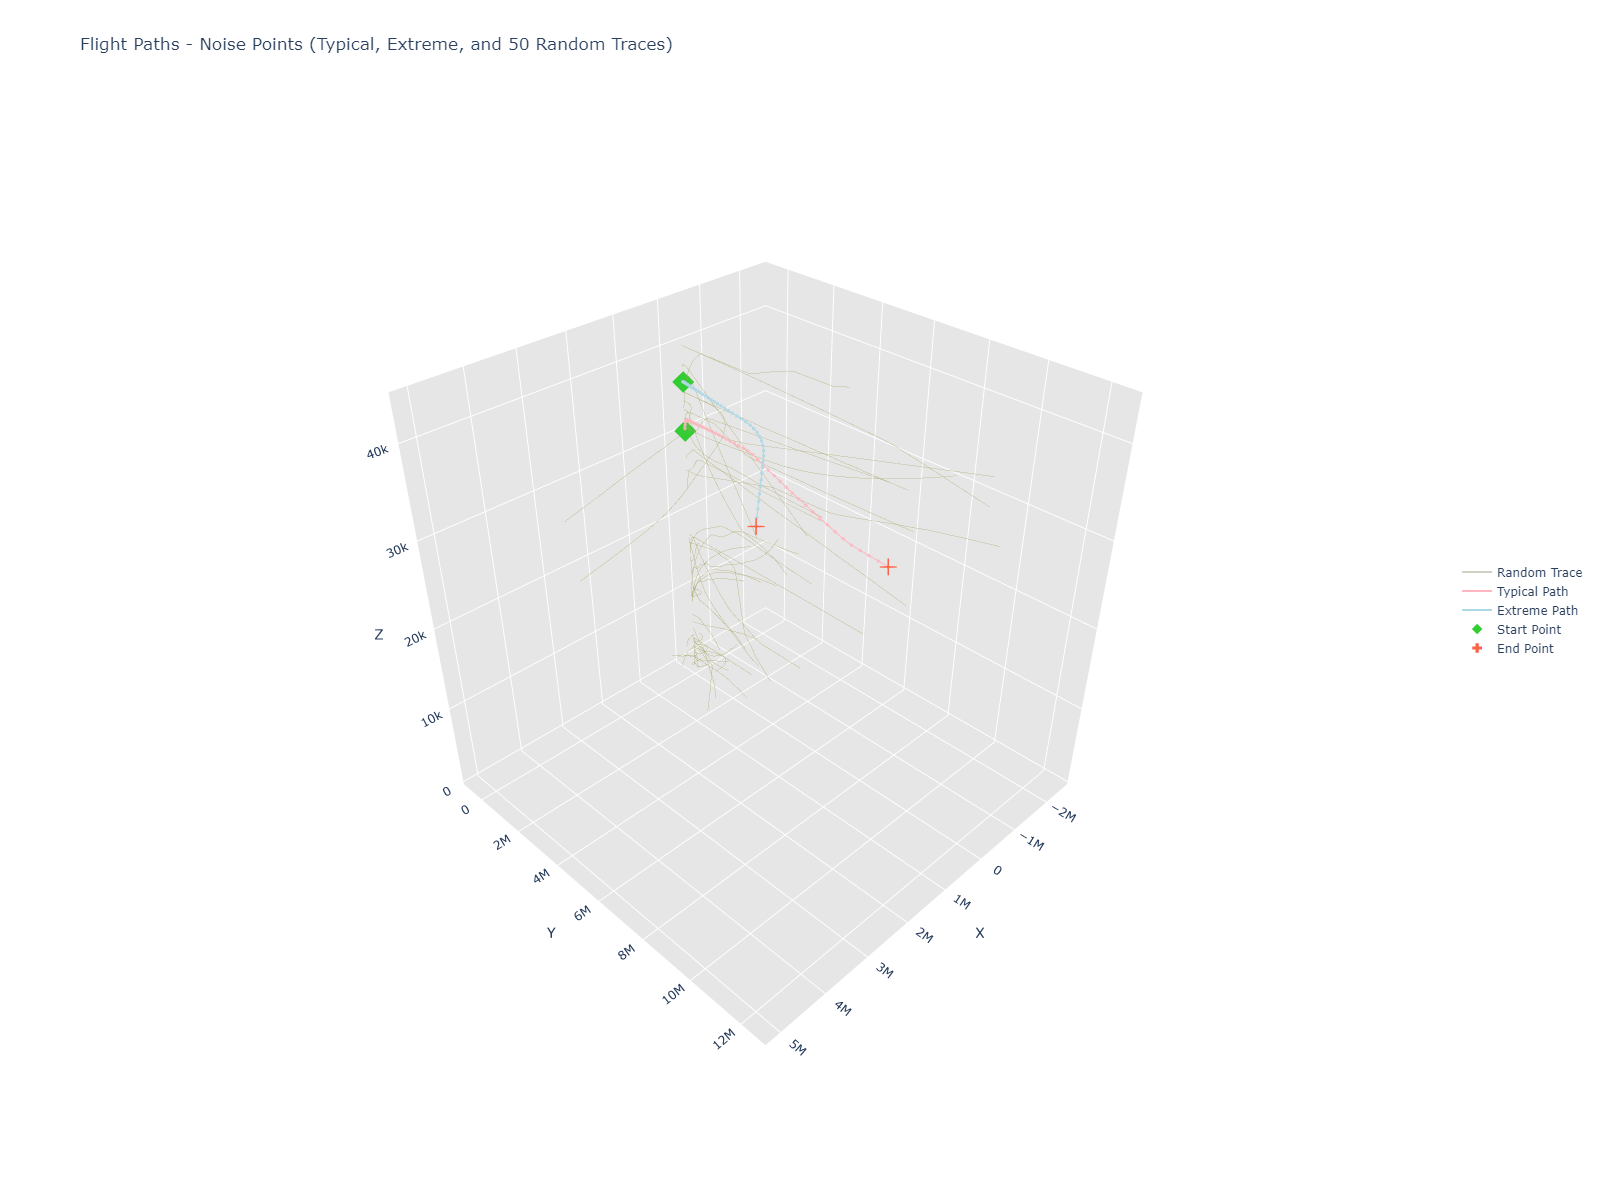 Flight Paths - Noise Points (Typical, Extreme, and 50 Random Traces)
40k
30k
20k
10k
0
Z
0
2M
4M
6M
8M
10M
12M
Y
−2M
−1M
0
1M
2M
3M
4M
5M
X
Random Trace
Typical Path
Extreme Path
Start Point
End Point